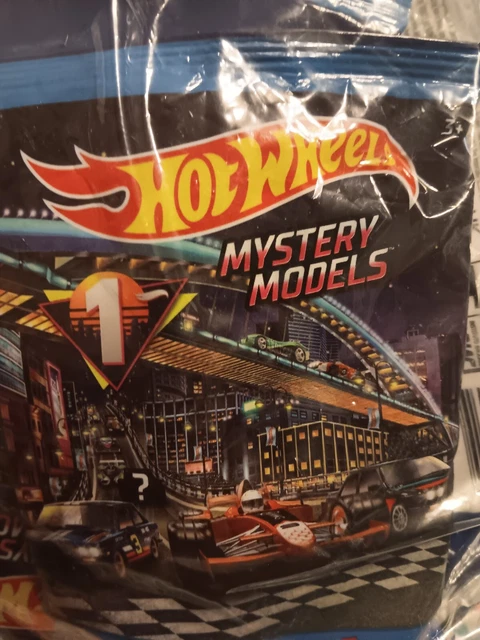 HOT WHEELS
MYSTERY
MODELS
1
?
3